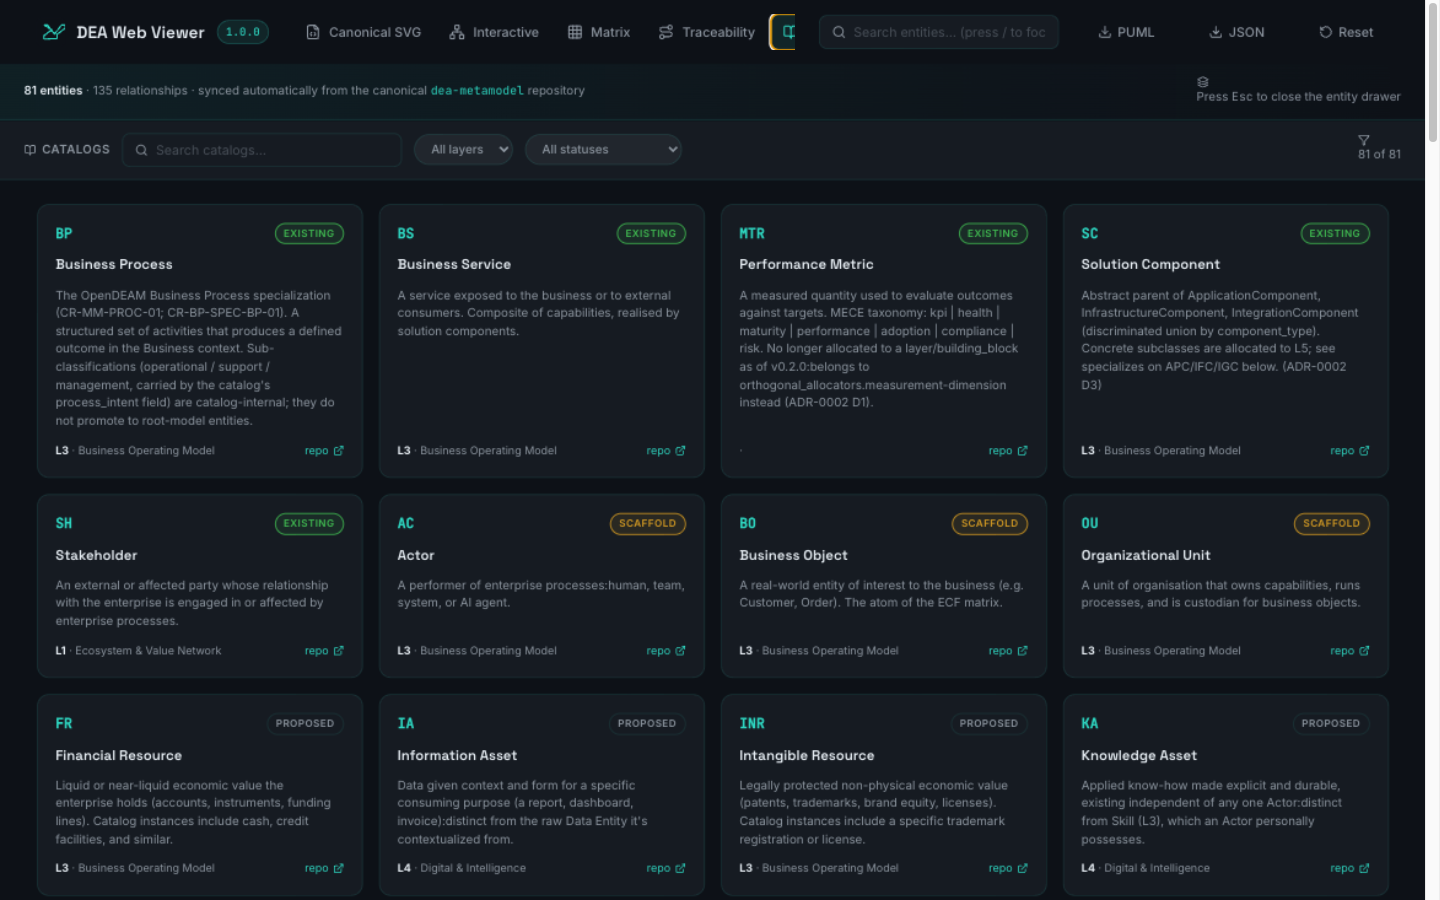 DEA Web Viewer 1.0.0 Canonical SVG Interactive Matrix Traceability Search entities... (press / to foc PUML JSON Reset
81 entities · 135 relationships · synced automatically from the canonical dea-metamodel repository
Press Esc to close the entity drawer
CATALOGS Search catalogs... All layers All statuses
81 of 81
BP EXISTING
Business Process
The OpenDEAM Business Process specialization
(CR-MM-PROC-01; CR-BP-SPEC-BP-01). A
structured set of activities that produces a defined
outcome in the Business context. Sub-
classifications (operational / support /
management, carried by the catalog's
process_intent field) are catalog-internal; they do
not promote to root-model entities.
L3 · Business Operating Model repo
BS EXISTING
Business Service
A service exposed to the business or to external
consumers. Composite of capabilities, realised by
solution components.
L3 · Business Operating Model repo
MTR EXISTING
Performance Metric
A measured quantity used to evaluate outcomes
against targets. MECE taxonomy: kpi | health |
maturity | performance | adoption | compliance |
risk. No longer allocated to a layer/building_block
as of v0.2.0:belongs to
orthogonal_allocators.measurement-dimension
instead (ADR-0002 D1).
· repo
SC EXISTING
Solution Component
Abstract parent of ApplicationComponent,
InfrastructureComponent, IntegrationComponent
(discriminated union by component_type).
Concrete subclasses are allocated to L5; see
specializes on APC/IFC/IGC below. (ADR-0002
D3)
L3 · Business Operating Model repo
SH EXISTING
Stakeholder
An external or affected party whose relationship
with the enterprise is engaged in or affected by
enterprise processes.
L1 · Ecosystem & Value Network repo
AC SCAFFOLD
Actor
A performer of enterprise processes:human, team,
system, or AI agent.
L3 · Business Operating Model repo
BO SCAFFOLD
Business Object
A real-world entity of interest to the business (e.g.
Customer, Order). The atom of the ECF matrix.
L3 · Business Operating Model repo
OU SCAFFOLD
Organizational Unit
A unit of organisation that owns capabilities, runs
processes, and is custodian for business objects.
L3 · Business Operating Model repo
FR PROPOSED
Financial Resource
Liquid or near-liquid economic value the
enterprise holds (accounts, instruments, funding
lines). Catalog instances include cash, credit
facilities, and similar.
L3 · Business Operating Model repo
IA PROPOSED
Information Asset
Data given context and form for a specific
consuming purpose (a report, dashboard,
invoice):distinct from the raw Data Entity it's
contextualized from.
L4 · Digital & Intelligence repo
INR PROPOSED
Intangible Resource
Legally protected non-physical economic value
(patents, trademarks, brand equity, licenses).
Catalog instances include a specific trademark
registration or license.
L3 · Business Operating Model repo
KA PROPOSED
Knowledge Asset
Applied know-how made explicit and durable,
existing independent of any one Actor:distinct
from Skill (L3), which an Actor personally
possesses.
L4 · Digital & Intelligence repo